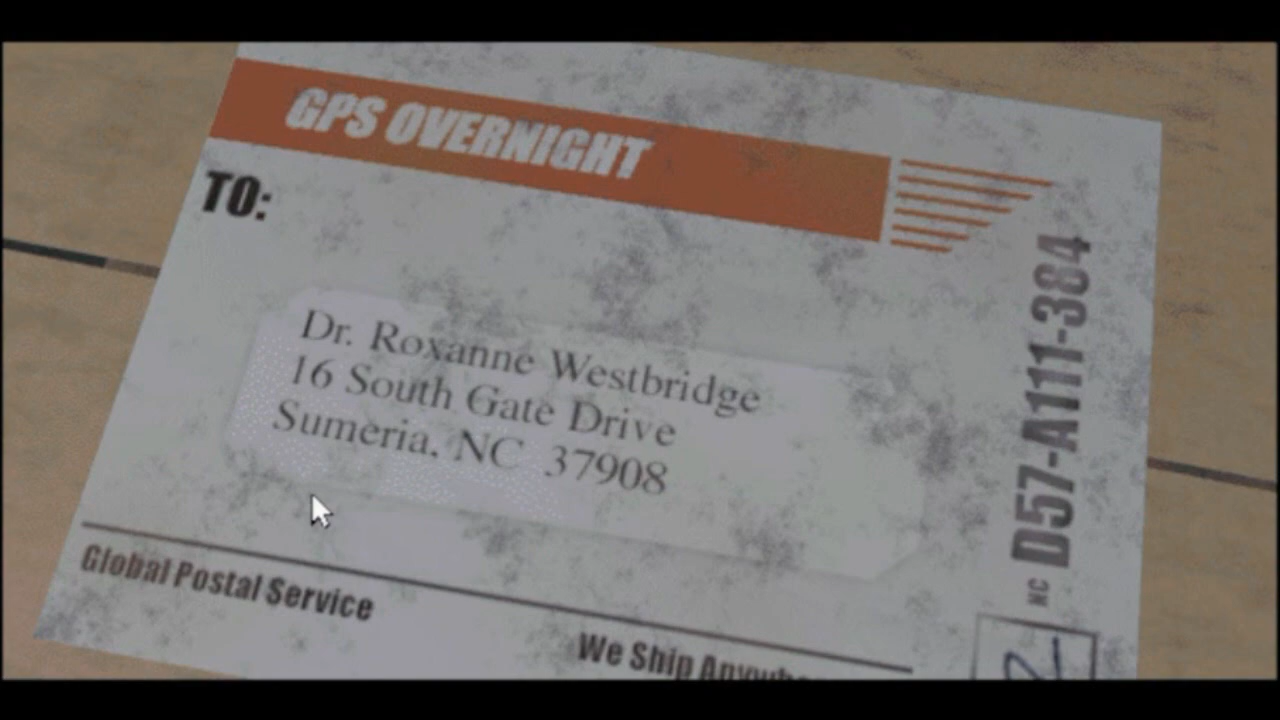 GPS OVERNIGHT
TO:
Dr. Roxanne Westbridge
16 South Gate Drive
Sumeria, NC 37908
Global Postal Service
We Ship
NC D57-A111-384
2